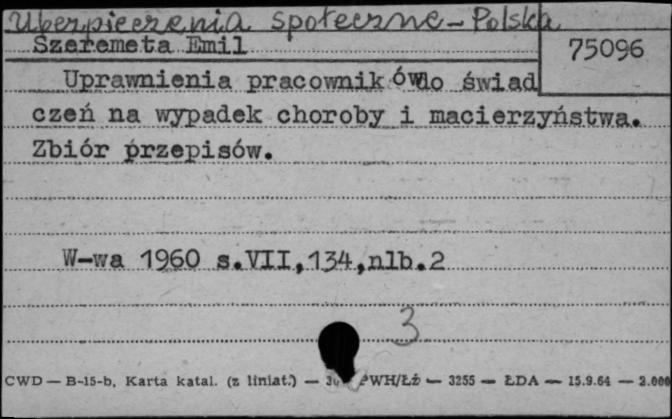 Ubezpieczenia społeczne - Polska
Szeremeta Emil
75096
Uprawnienia pracowników do świad
czeń na wypadek choroby i macierzyństwa.
Zbiór przepisów.
W-wa 1960 s.VII,134,nlb.2
3
CWD — B-15-b, Karta katal. (z liniat.) — PWH/Łż — 3255 — ŁDA — 15.9.64 — 2.000